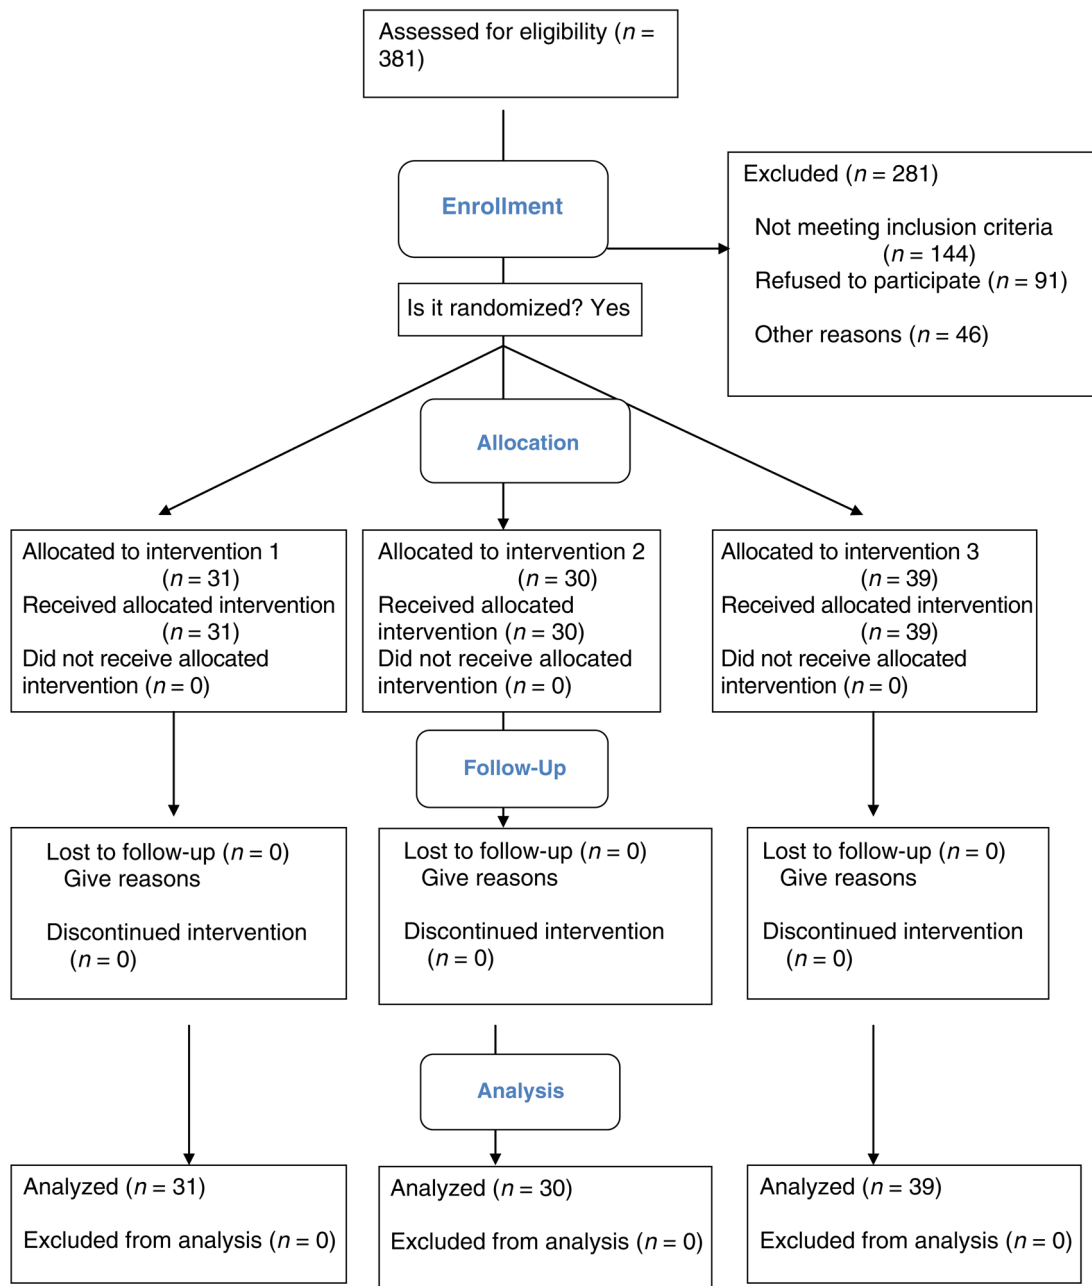 Assessed for eligibility (n =
381)
Enrollment
Excluded (n = 281)
Not meeting inclusion criteria
(n = 144)
Refused to participate (n = 91)
Other reasons (n = 46)
Is it randomized? Yes
Allocation
Allocated to intervention 1
(n = 31)
Received allocated intervention
(n = 31)
Did not receive allocated
intervention (n = 0)
Allocated to intervention 2
(n = 30)
Received allocated
intervention (n = 30)
Did not receive allocated
intervention (n = 0)
Allocated to intervention 3
(n = 39)
Received allocated intervention
(n = 39)
Did not receive allocated
intervention (n = 0)
Follow-Up
Lost to follow-up (n = 0)
Give reasons
Discontinued intervention
(n = 0)
Lost to follow-up (n = 0)
Give reasons
Discontinued intervention
(n = 0)
Lost to follow-up (n = 0)
Give reasons
Discontinued intervention
(n = 0)
Analysis
Analyzed (n = 31)
Excluded from analysis (n = 0)
Analyzed (n = 30)
Excluded from analysis (n = 0)
Analyzed (n = 39)
Excluded from analysis (n = 0)